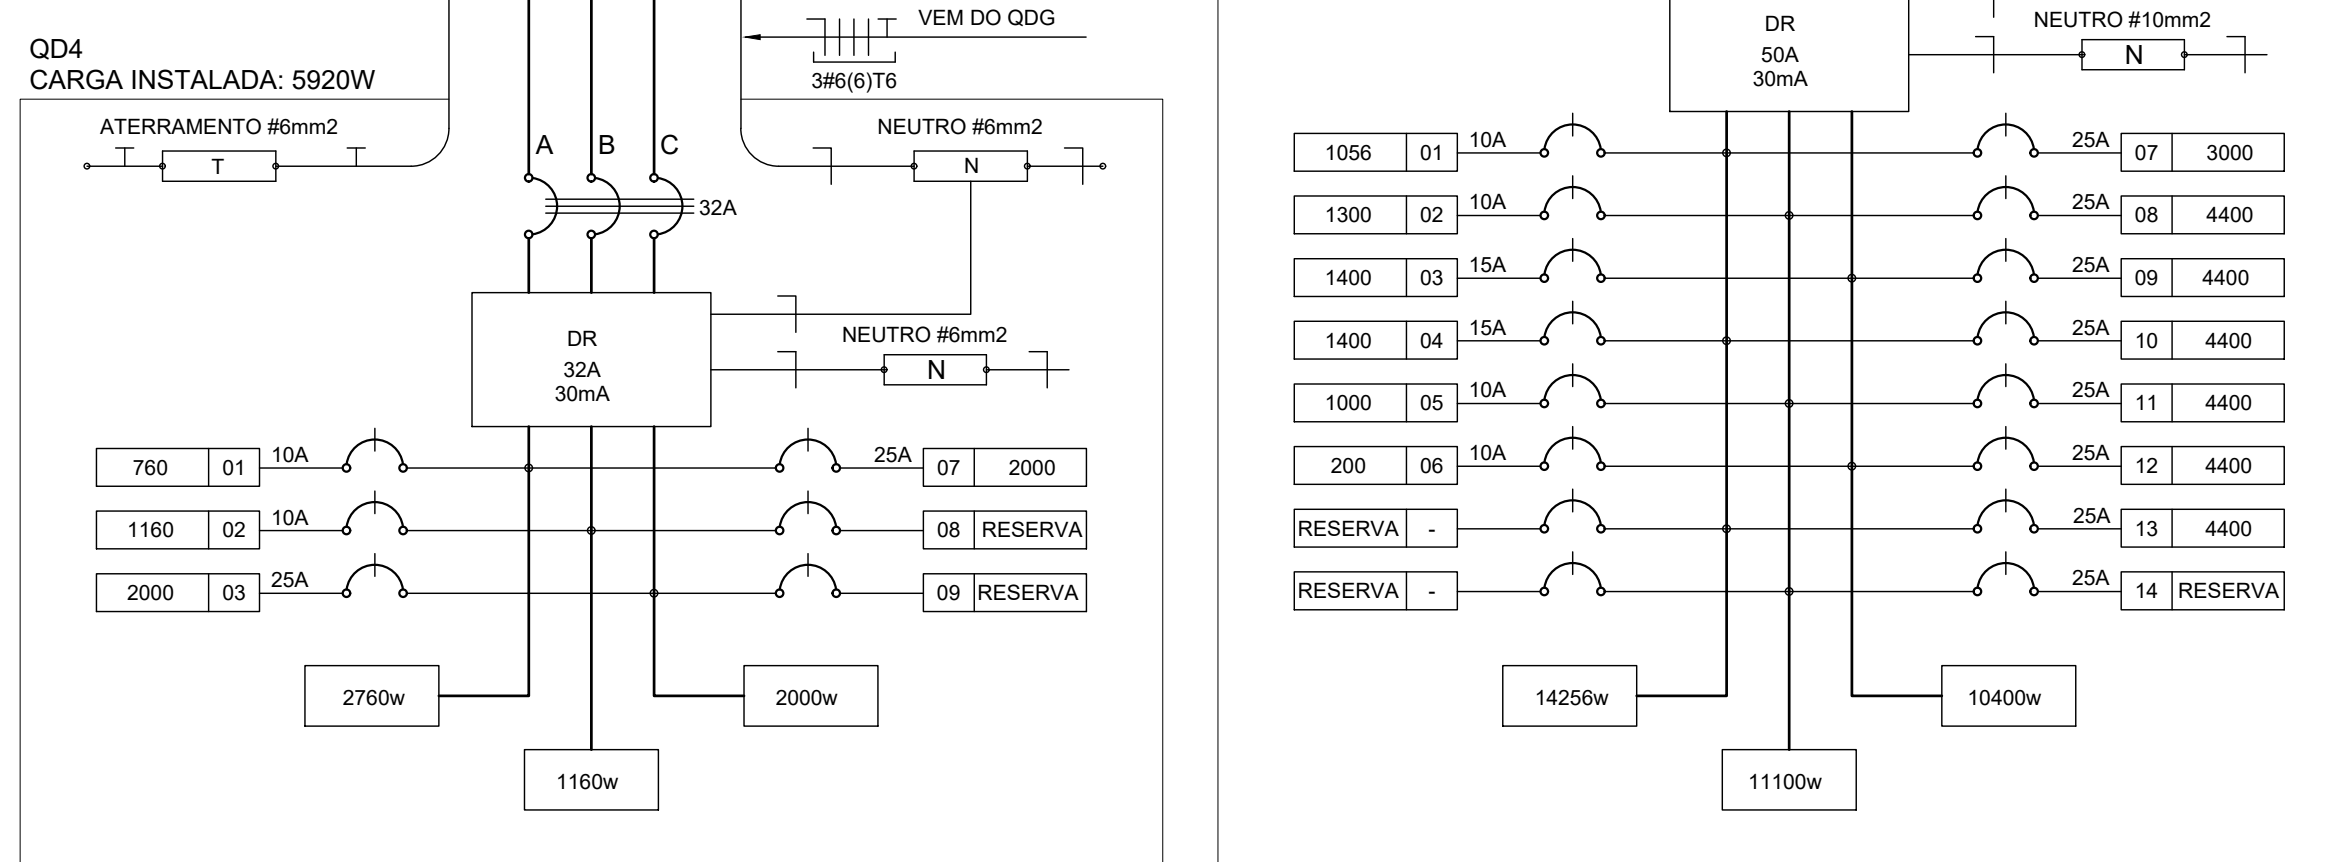 QD4
CARGA INSTALADA: 5920W
VEM DO QDG
3#6(6)T6
ATERRAMENTO #6mm2
T
A B C
NEUTRO #6mm2
N
32A
DR
32A
30mA
NEUTRO #6mm2
N
760 01 10A 25A 07 2000
1160 02 10A 08 RESERVA
2000 03 25A 09 RESERVA
2760w
2000w
1160w
DR
50A
30mA
NEUTRO #10mm2
N
1056 01 10A 25A 07 3000
1300 02 10A 25A 08 4400
1400 03 15A 25A 09 4400
1400 04 15A 25A 10 4400
1000 05 10A 25A 11 4400
200 06 10A 25A 12 4400
RESERVA - 25A 13 4400
RESERVA - 25A 14 RESERVA
14256w
10400w
11100w